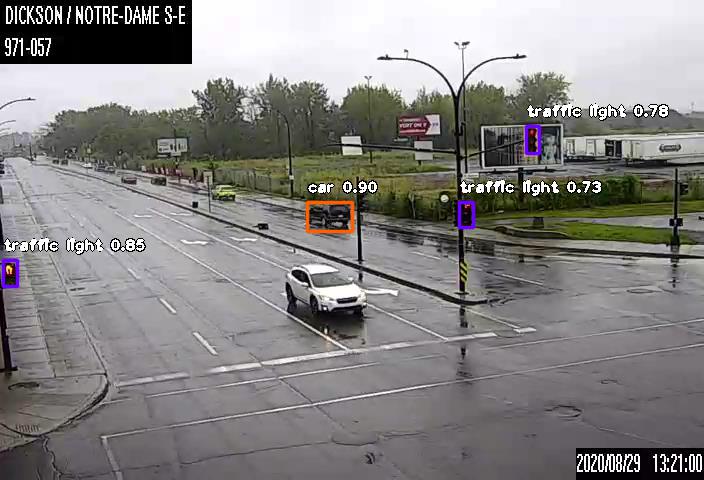 DICKSON / NOTRE-DAME S-E
971-057
traffic light 0.78
car 0.90
traffic light 0.73
traffic light 0.85
2020/08/29 13:21:00